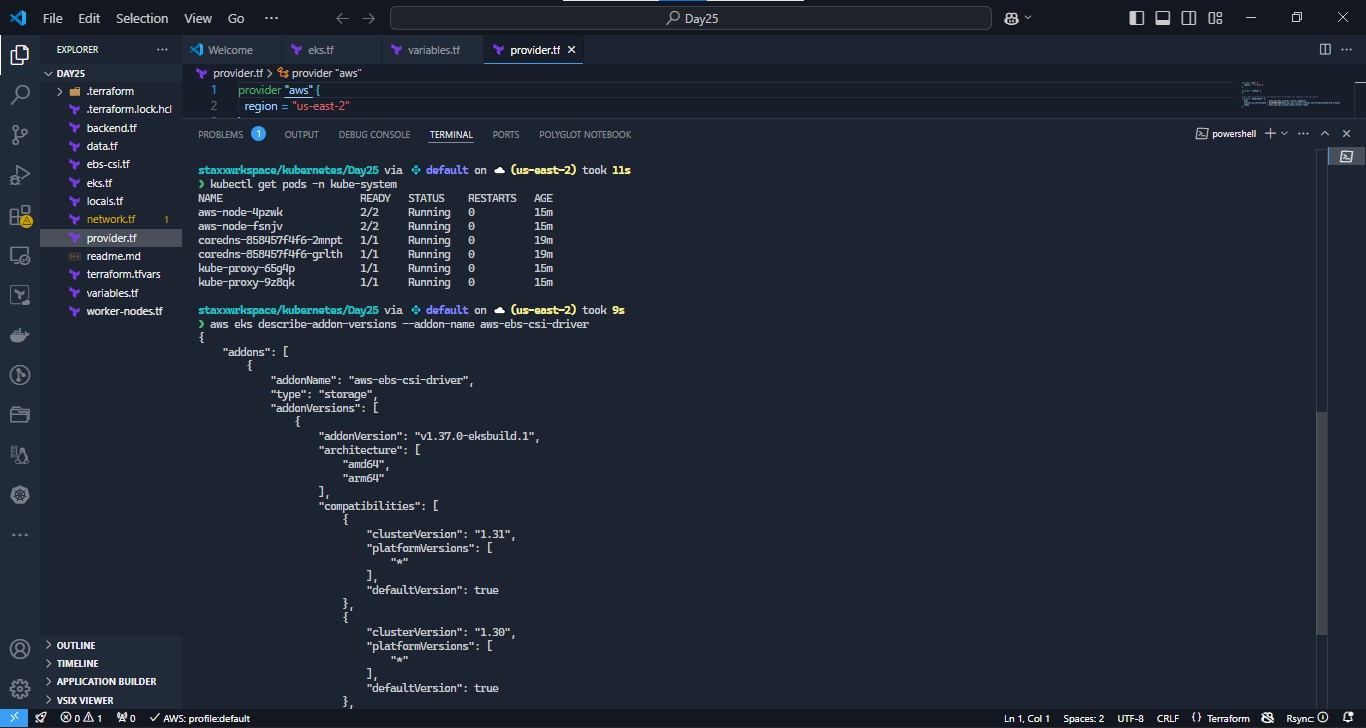 File Edit Selection View Go ··· Day25
EXPLORER ···
DAY25
.terraform
.terraform.lock.hcl
backend.tf
data.tf
ebs-csi.tf
eks.tf
locals.tf
network.tf 1
provider.tf
readme.md
terraform.tfvars
variables.tf
worker-nodes.tf
OUTLINE
TIMELINE
APPLICATION BUILDER
VSIX VIEWER
Welcome eks.tf variables.tf provider.tf
provider.tf > provider "aws"
1 provider "aws" {
2 region = "us-east-2"
PROBLEMS 1 OUTPUT DEBUG CONSOLE TERMINAL PORTS POLYGLOT NOTEBOOK powershell
staxxwrkspace/kubernetes/Day25 via default on (us-east-2) took 11s
❯ kubectl get pods -n kube-system
NAME READY STATUS RESTARTS AGE
aws-node-4pzwk 2/2 Running 0 15m
aws-node-fsnjv 2/2 Running 0 15m
coredns-858457f4f6-2mnpt 1/1 Running 0 19m
coredns-858457f4f6-grlth 1/1 Running 0 19m
kube-proxy-65g4p 1/1 Running 0 15m
kube-proxy-9z8qk 1/1 Running 0 15m
staxxwrkspace/kubernetes/Day25 via default on (us-east-2) took 9s
❯ aws eks describe-addon-versions --addon-name aws-ebs-csi-driver
{
"addons": [
{
"addonName": "aws-ebs-csi-driver",
"type": "storage",
"addonVersions": [
{
"addonVersion": "v1.37.0-eksbuild.1",
"architecture": [
"amd64",
"arm64"
],
"compatibilities": [
{
"clusterVersion": "1.31",
"platformVersions": [
"*"
],
"defaultVersion": true
},
{
"clusterVersion": "1.30",
"platformVersions": [
"*"
],
"defaultVersion": true
},
0 1 0 AWS: profile:default Ln 1, Col 1 Spaces: 2 UTF-8 CRLF {} Terraform Rsync: